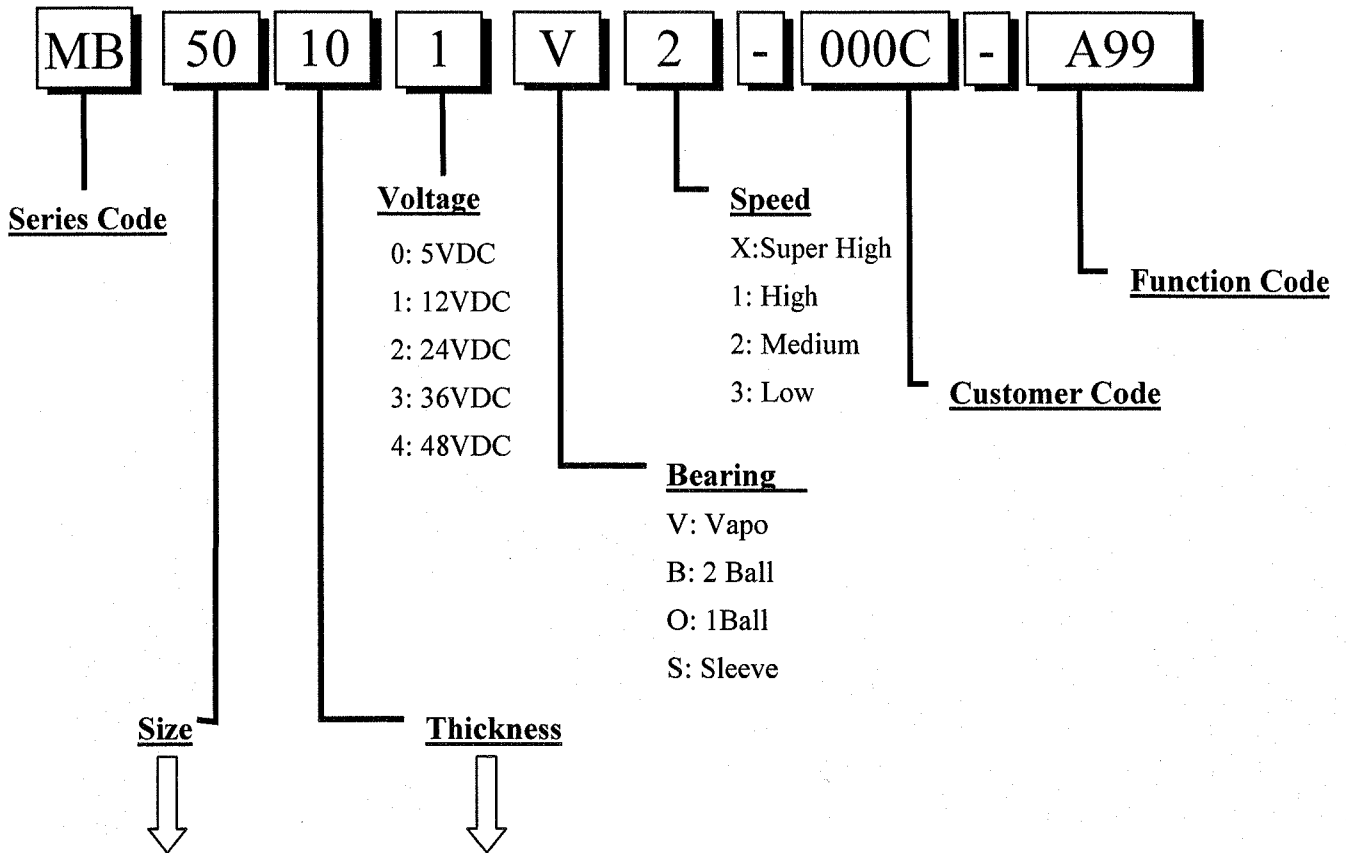 MB 50 10 1 V 2 - 000C - A99
Series Code
Voltage
0: 5VDC
1: 12VDC
2: 24VDC
3: 36VDC
4: 48VDC
Speed
X:Super High
1: High
2: Medium
3: Low
Function Code
Customer Code
Bearing
V: Vapo
B: 2 Ball
O: 1Ball
S: Sleeve
Size
Thickness